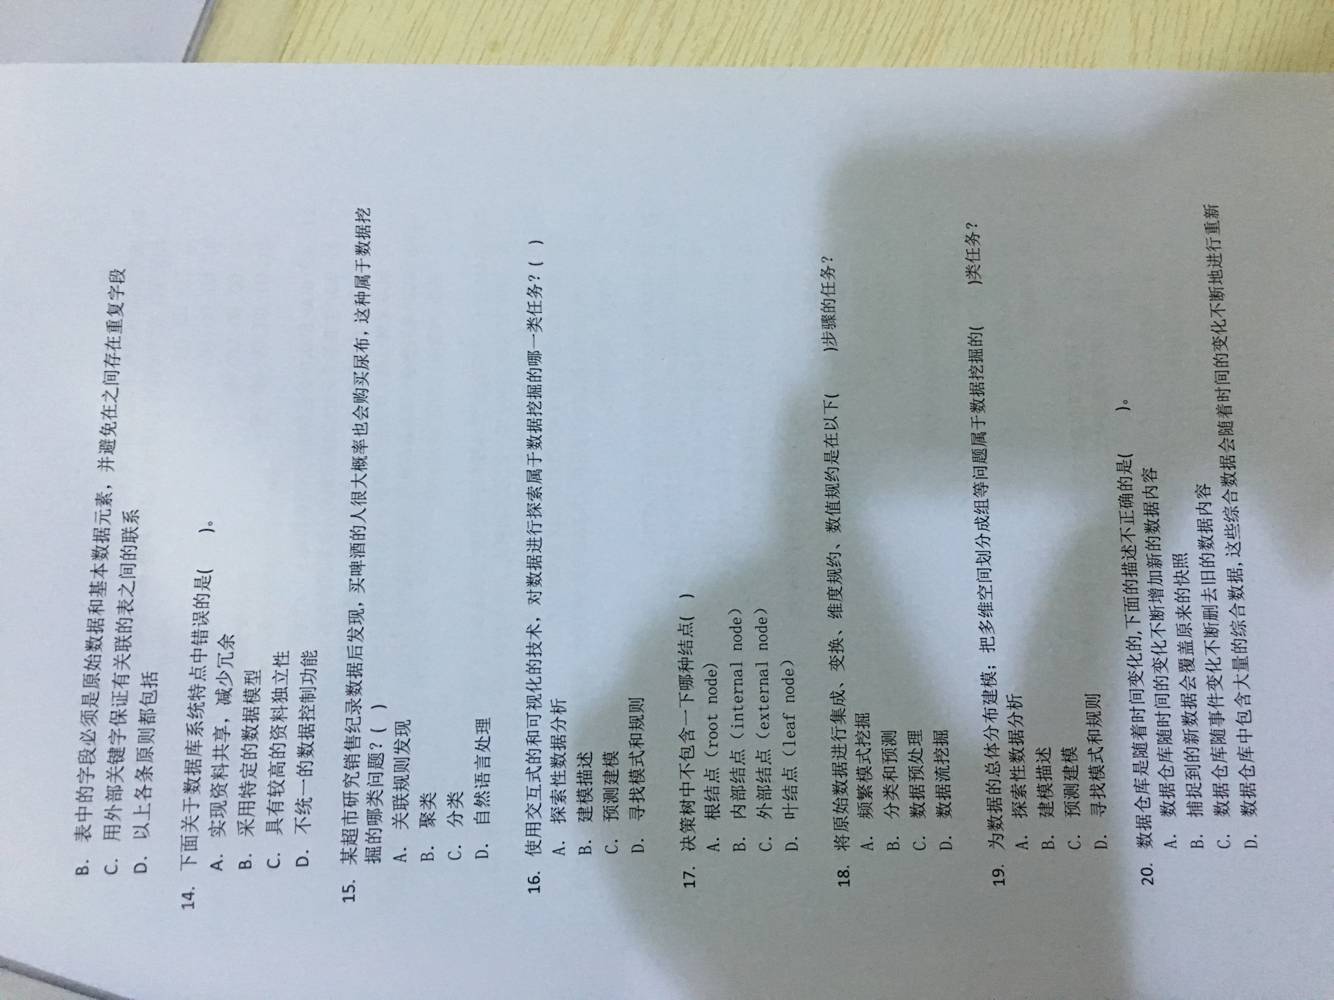 B. 表中的字段必须是原始数据和基本数据元素，并避免在之间存在重复字段
C. 用外部关键字保证有关联的表之间的联系
D. 以上各条原则都包括
14. 下面关于数据库系统特点中错误的是(    )。
A. 实现资料共享，减少冗余
B. 采用特定的数据模型
C. 具有较高的资料独立性
D. 不统一的数据控制功能
15. 某超市研究销售纪录数据后发现，买啤酒的人很大概率也会购买尿布，这种属于数据挖
掘的哪类问题？(   )
A. 关联规则发现
B. 聚类
C. 分类
D. 自然语言处理
16. 使用交互式的和可视化的技术，对数据进行探索属于数据挖掘的哪一类任务？(   )
A. 探索性数据分析
B. 建模描述
C. 预测建模
D. 寻找模式和规则
17. 决策树中不包含一下哪种结点(   )
A. 根结点（root node）
B. 内部结点（internal node）
C. 外部结点（external node）
D. 叶结点（leaf node）
18. 将原始数据进行集成、变换、维度规约、数值规约是在以下(     )步骤的任务？
A. 频繁模式挖掘
B. 分类和预测
C. 数据预处理
D. 数据流挖掘
19. 为数据的总体分布建模；把多维空间划分成组等问题属于数据挖掘的(     )类任务？
A. 探索性数据分析
B. 建模描述
C. 预测建模
D. 寻找模式和规则
20. 数据仓库是随着时间变化的,下面的描述不正确的是(     )。
A. 数据仓库随时间的变化不断增加新的数据内容
B. 捕捉到的新数据会覆盖原来的快照
C. 数据仓库随事件变化不断删去旧的数据内容
D. 数据仓库中包含大量的综合数据,这些综合数据会随着时间的变化不断地进行重新